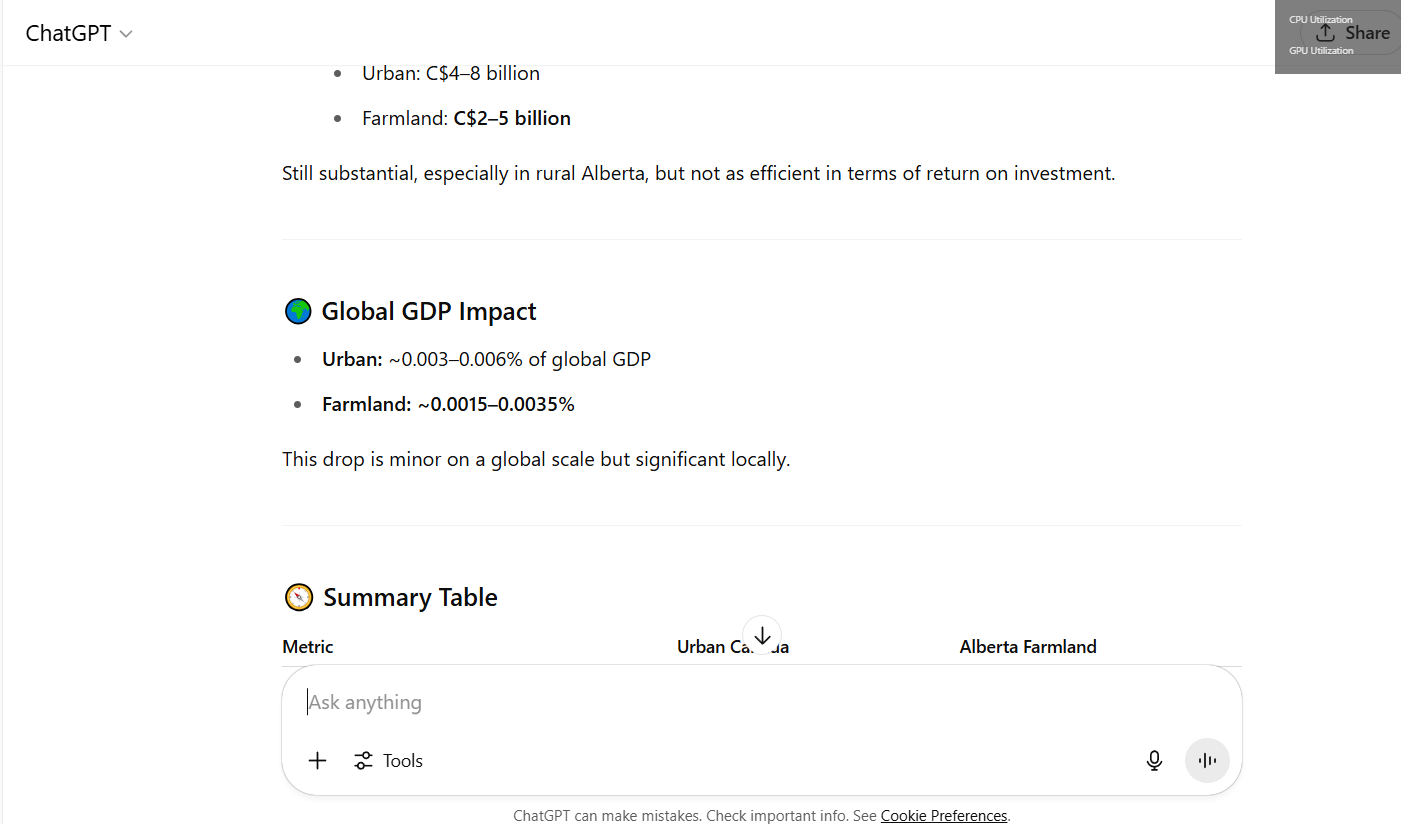 ChatGPT
CPU Utilization
Share
GPU Utilization
Urban: C$4–8 billion
Farmland: C$2–5 billion
Still substantial, especially in rural Alberta, but not as efficient in terms of return on investment.
Global GDP Impact
Urban: ~0.003–0.006% of global GDP
Farmland: ~0.0015–0.0035%
This drop is minor on a global scale but significant locally.
Summary Table
Metric Urban Alberta Farmland
Ask anything
Tools
ChatGPT can make mistakes. Check important info. See Cookie Preferences.